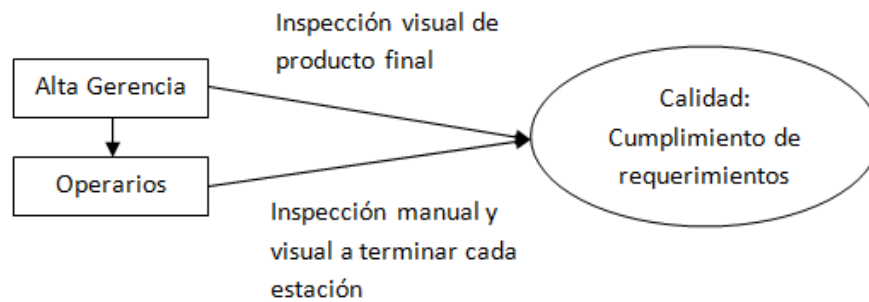 Inspección visual de
producto final
Alta Gerencia
Operarios
Calidad:
Cumplimiento de
requerimientos
Inspección manual y
visual a terminar cada
estación